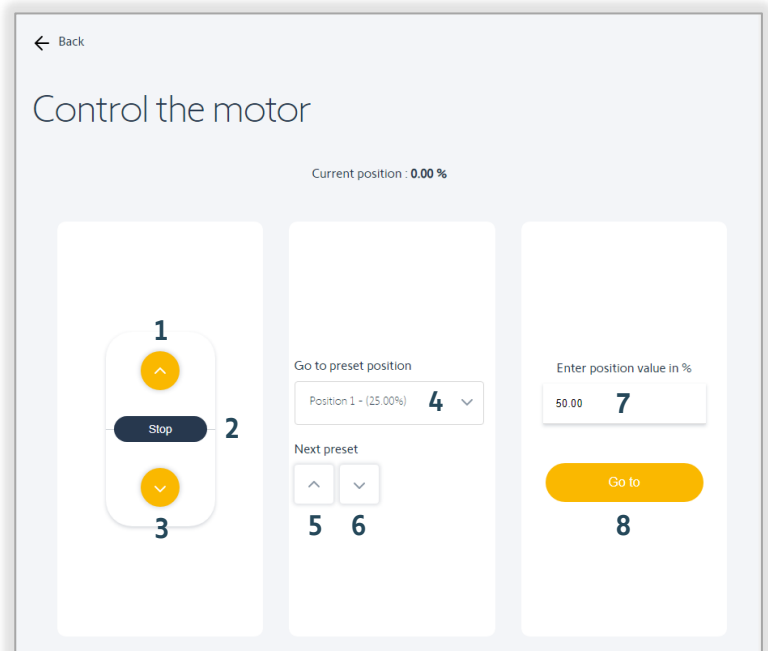 Back
Control the motor
Current position : 0.00 %
1
Stop
2
3
Go to preset position
Position 1 - (25.00%)
4
Next preset
5
6
Enter position value in %
50.00
7
Go to
8